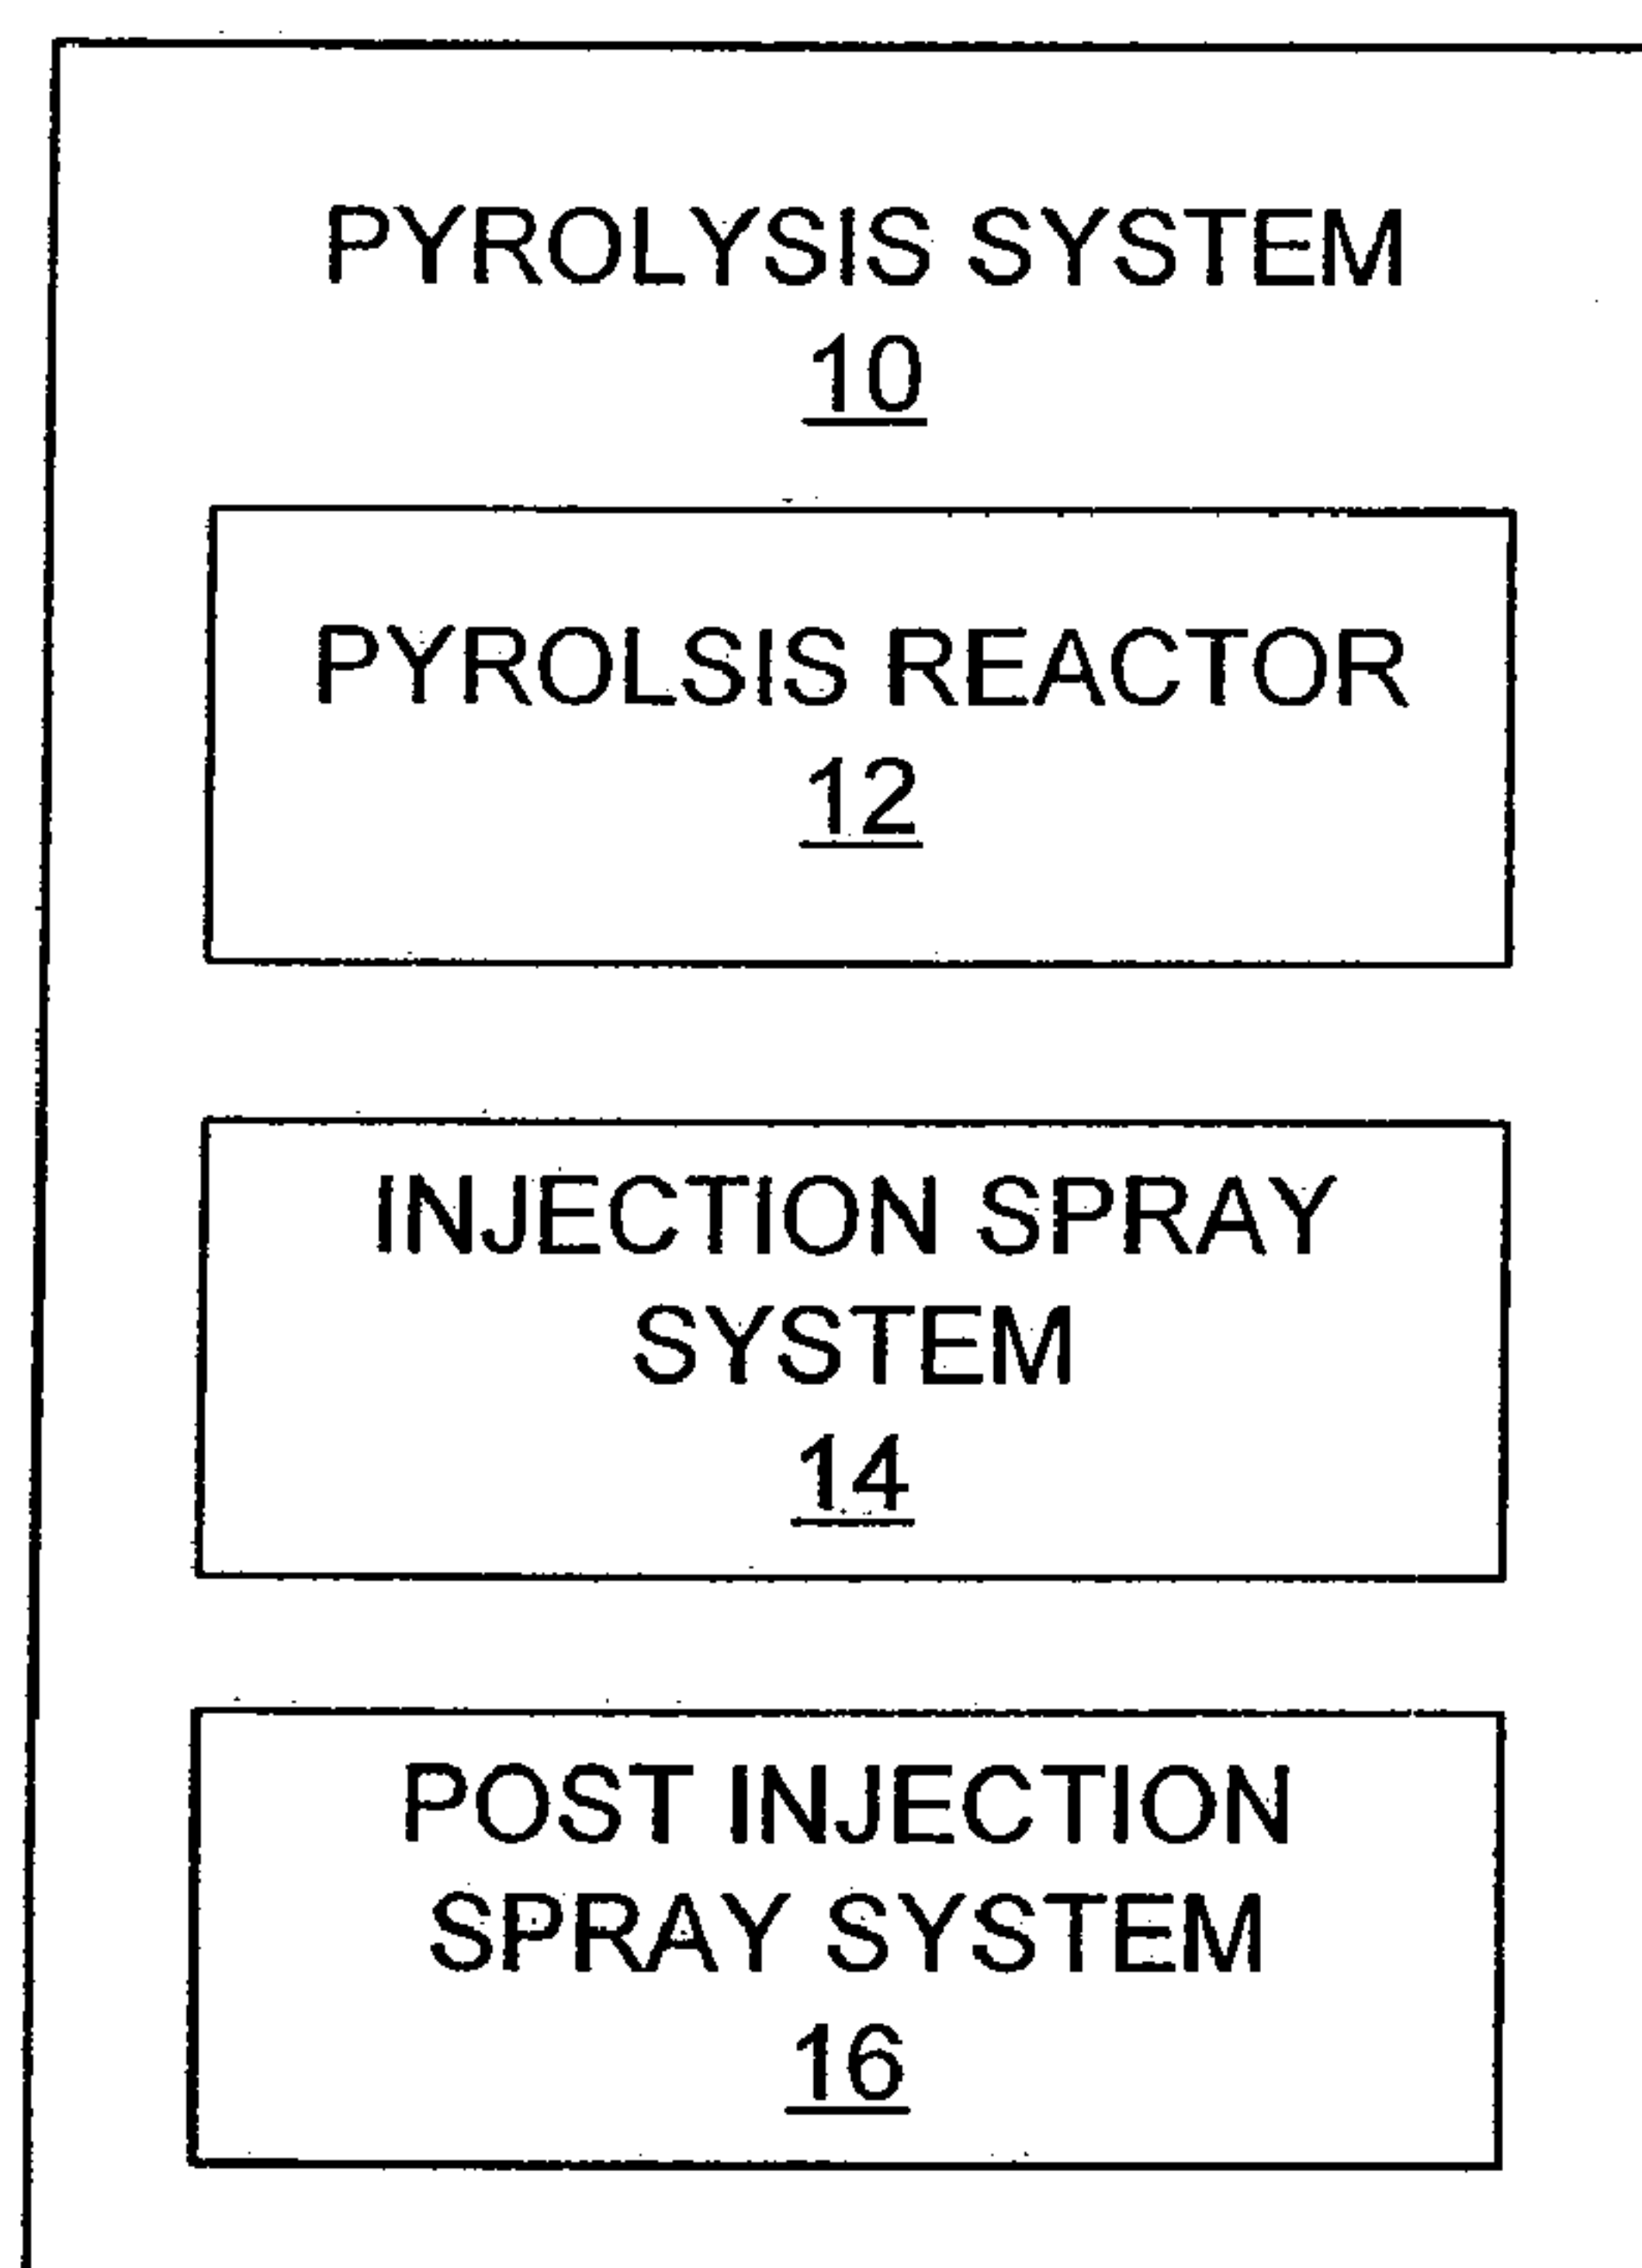 PYROLYSIS SYSTEM
10
PYROLSIS REACTOR
12
INJECTION SPRAY
SYSTEM
14
POST INJECTION
SPRAY SYSTEM
16